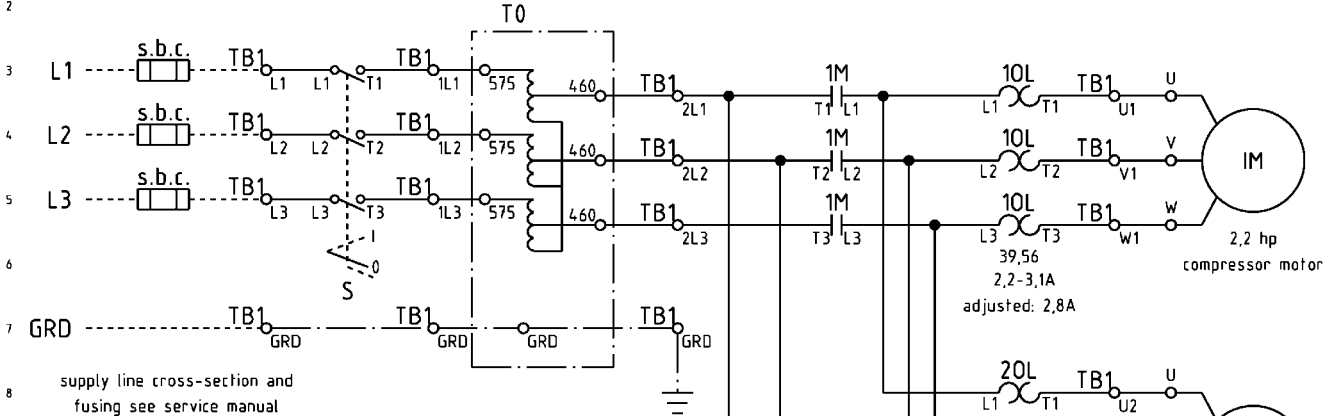 2
T0
3 L1 s.b.c. TB1 L1 L1 T1 TB1 1L1 575 460 TB1 2L1 1M T1 L1 10L L1 T1 TB1 U1 U
4 L2 s.b.c. TB1 L2 L2 T2 TB1 1L2 575 460 TB1 2L2 1M T2 L2 10L L2 T2 TB1 V1 V IM
5 L3 s.b.c. TB1 L3 L3 T3 TB1 1L3 575 460 TB1 2L3 1M T3 L3 10L L3 T3 TB1 W1 W
I
39,56
2,2 hp
6 0
2,2-3,1A
compressor motor
S
adjusted: 2,8A
7 GRD TB1 GRD TB1 GRD GRD TB1 GRD
supply line cross-section and
8 20L L1 T1 TB1 U2 U
fusing see service manual